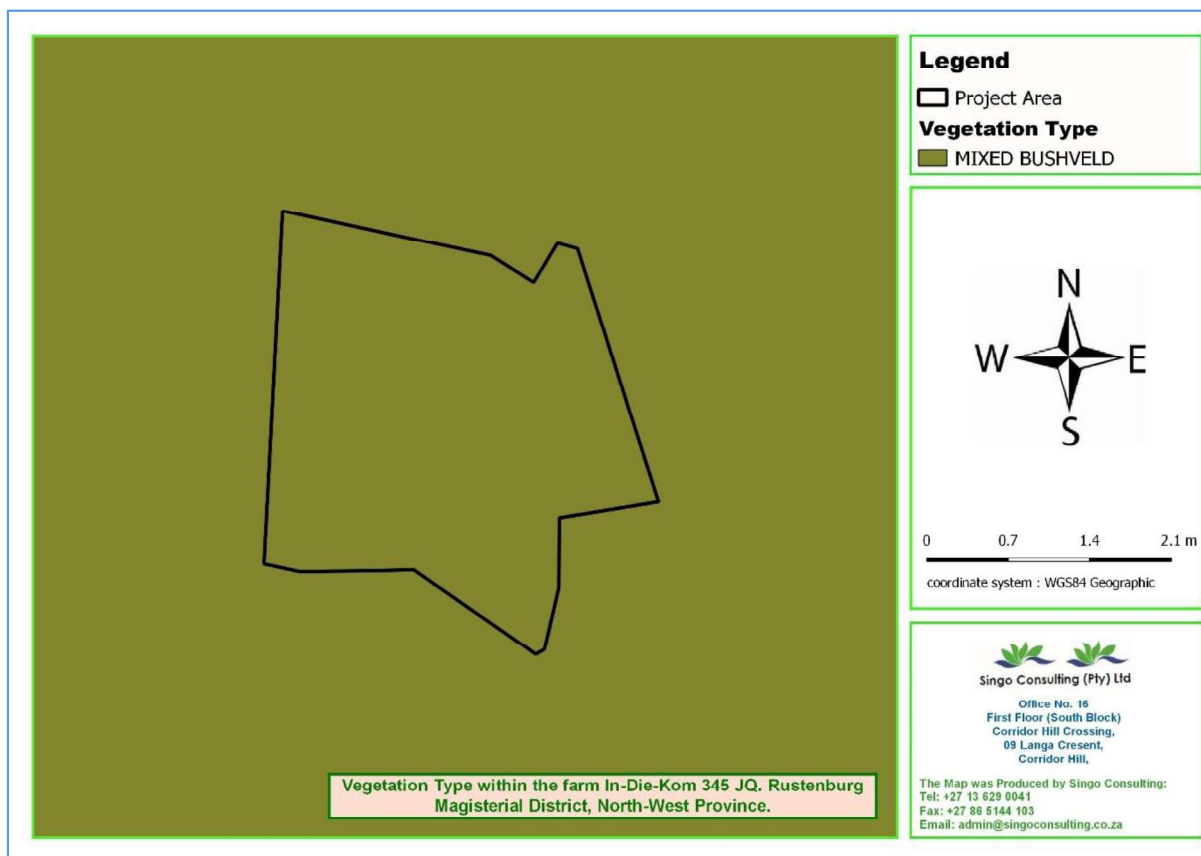 Legend
Project Area
Vegetation Type
MIXED BUSHVELD
N
W E
S
0 0.7 1.4 2.1 m
coordinate system : WGS84 Geographic
Singo Consulting (Pty) Ltd
Office No. 16
First Floor (South Block)
Corridor Hill Crossing,
09 Langa Cresent,
Corridor Hill,
The Map was Produced by Singo Consulting:
Tel: +27 13 629 0041
Fax: +27 86 5144 103
Email: admin@singoconsulting.co.za
Vegetation Type within the farm In-Die-Kom 345 JQ. Rustenburg
Magisterial District, North-West Province.